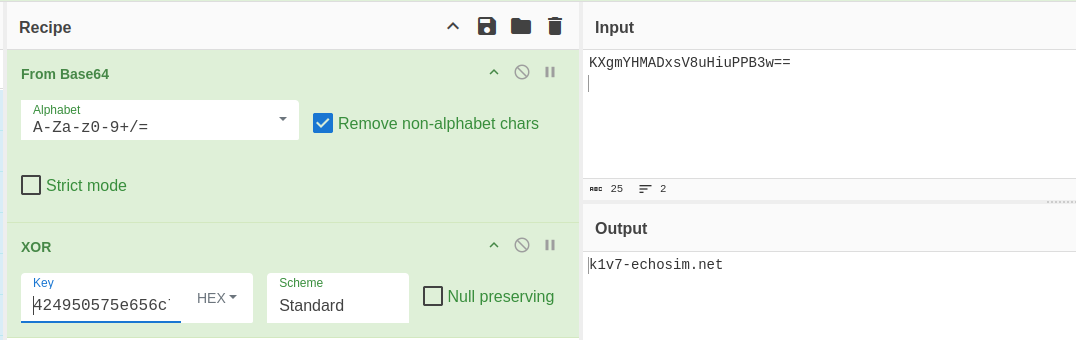 Recipe
From Base64
Alphabet
A-Za-z0-9+/=
Remove non-alphabet chars
Strict mode
XOR
Key
424950575e656c
HEX
Scheme
Standard
Null preserving
Input
KXgmYHMADxsV8uHiuPPB3w==
ABC 25 2
Output
k1v7-echosim.net